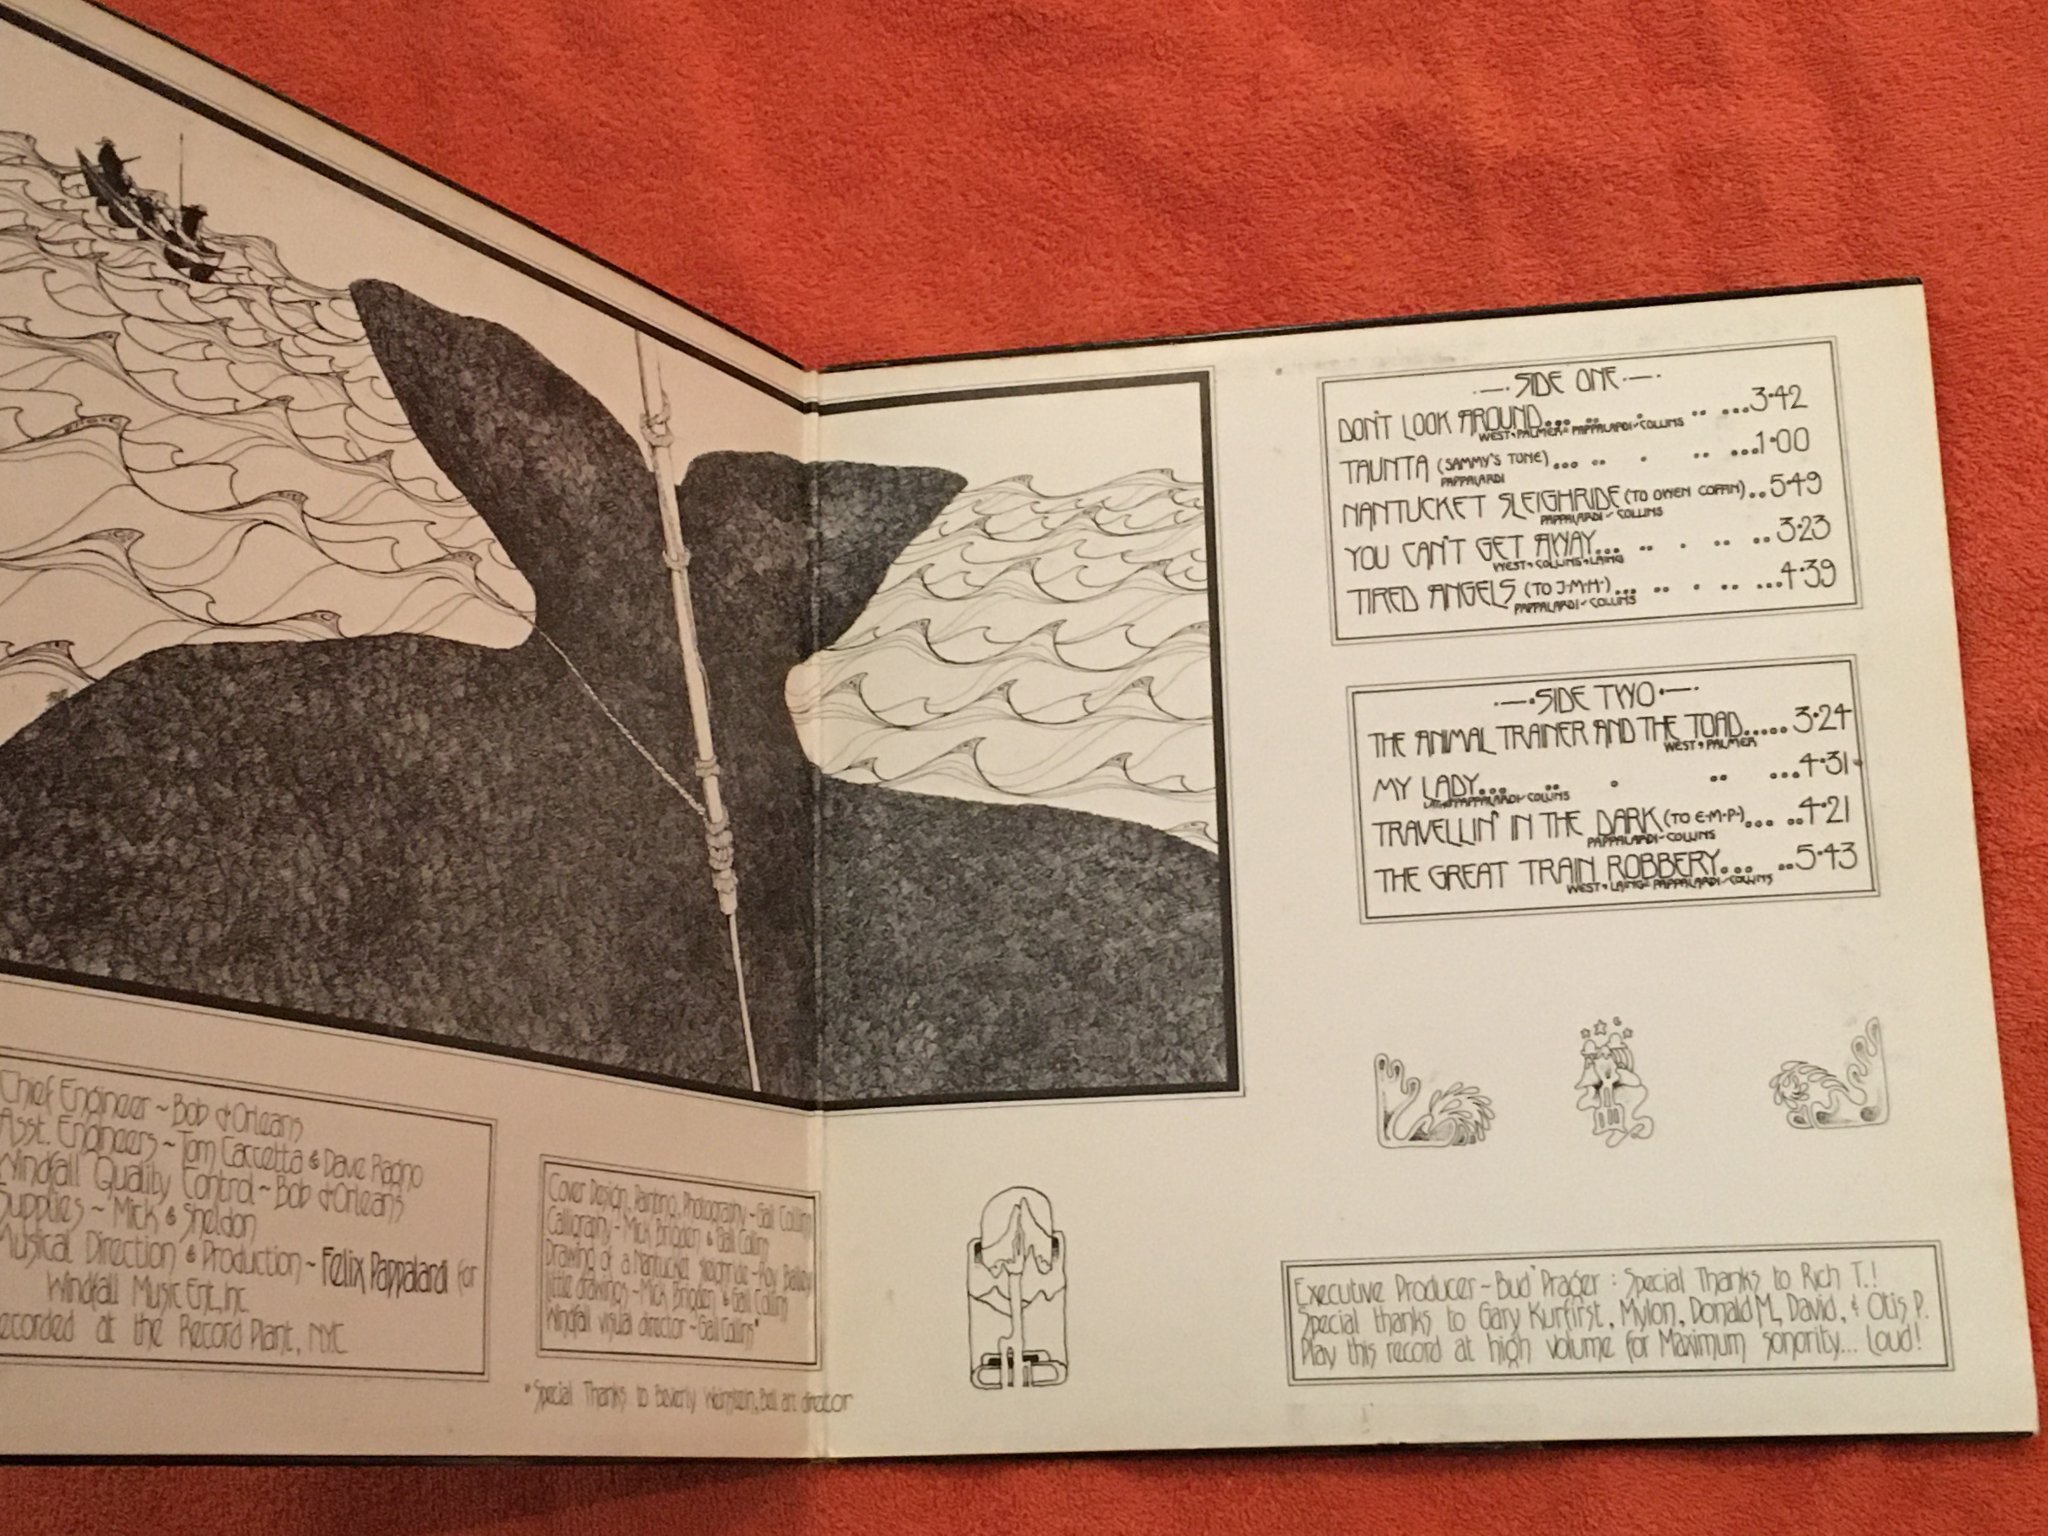 SIDE ONE
DON'T LOOK AROUND... .. . .. ...3·42
WEST·PALMER·PAPPALARDI·COLLINS
TAUNTA (SAMMY'S TUNE)... .. . .. ...1·00
PAPPALARDI
NANTUCKET SLEIGHRIDE (TO OWEN COFFIN)..5·49
PAPPALARDI-COLLINS
YOU CAN'T GET AWAY... .. . .. ..3·23
WEST·COLLINS·LAING
TIRED ANGELS (TO J·M·H·)... .. . .. ...4·39
PAPPALARDI-COLLINS
SIDE TWO
THE ANIMAL TRAINER AND THE TOAD.....3·24
WEST·PALMER
MY LADY... .. . .. ...4·31
PAPPALARDI-COLLINS
TRAVELLIN' IN THE DARK (TO E·M·P·)... ..4·21
PAPPALARDI-COLLINS
THE GREAT TRAIN ROBBERY... ..5·43
WEST·LAING·PAPPALARDI-COLLINS
Chief Engineer ~ Bob d'Orleans
Asst. Engineers ~ Tom Caccetta & Dave Ragno
Windfall Quality Control ~ Bob d'Orleans
Supplies ~ Mick & Sheldon
Musical Direction & Production ~ Felix Pappalardi for
Windfall Music Ent, Inc.
Recorded at the Record Plant, NYC
Cover Design, Painting, Photography ~ Gail Collins
Calligraphy ~ Mick Brigden & Gail Collins
Drawing of a Nantucket Sleighride ~ Roy Bailey
little drawings ~ Mick Brigden & Gail Collins
Windfall visual director ~ Gail Collins*
*Special Thanks to Beverly Weinstein, Bell art director
Executive Producer ~ Bud Prager : Special Thanks to Rich T.!
Special thanks to Gary Kurfirst, Mylon, Donald M, David, & Otis P.
Play this record at high volume for Maximum sonority... Loud!